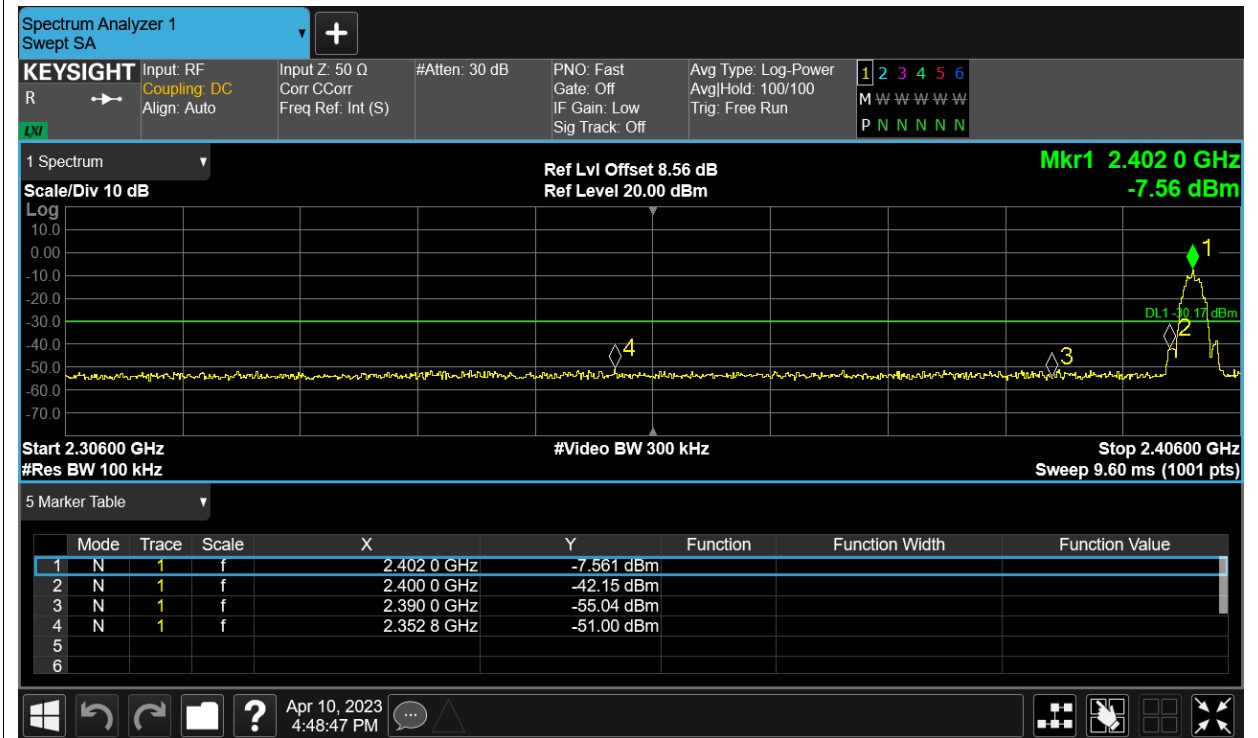 Spectrum Analyzer 1
Swept SA
KEYSIGHT
R
LXI
Input: RF
Coupling: DC
Align: Auto
Input Z: 50 Ω
Corr CCorr
Freq Ref: Int (S)
#Atten: 30 dB
PNO: Fast
Gate: Off
IF Gain: Low
Sig Track: Off
Avg Type: Log-Power
Avg|Hold: 100/100
Trig: Free Run
1 2 3 4 5 6
M W W W W W
P N N N N N
1 Spectrum
Scale/Div 10 dB
Ref Lvl Offset 8.56 dB
Ref Level 20.00 dBm
Mkr1 2.402 0 GHz
-7.56 dBm
Log
10.0
0.00
-10.0
-20.0
-30.0
-40.0
-50.0
-60.0
-70.0
1
DL1 -30.17 dBm
2
3
4
Start 2.30600 GHz
#Res BW 100 kHz
#Video BW 300 kHz
Stop 2.40600 GHz
Sweep 9.60 ms (1001 pts)
5 Marker Table
Mode Trace Scale X Y Function Function Width Function Value
1 N 1 f 2.402 0 GHz -7.561 dBm
2 N 1 f 2.400 0 GHz -42.15 dBm
3 N 1 f 2.390 0 GHz -55.04 dBm
4 N 1 f 2.352 8 GHz -51.00 dBm
5
6
?
Apr 10, 2023
4:48:47 PM